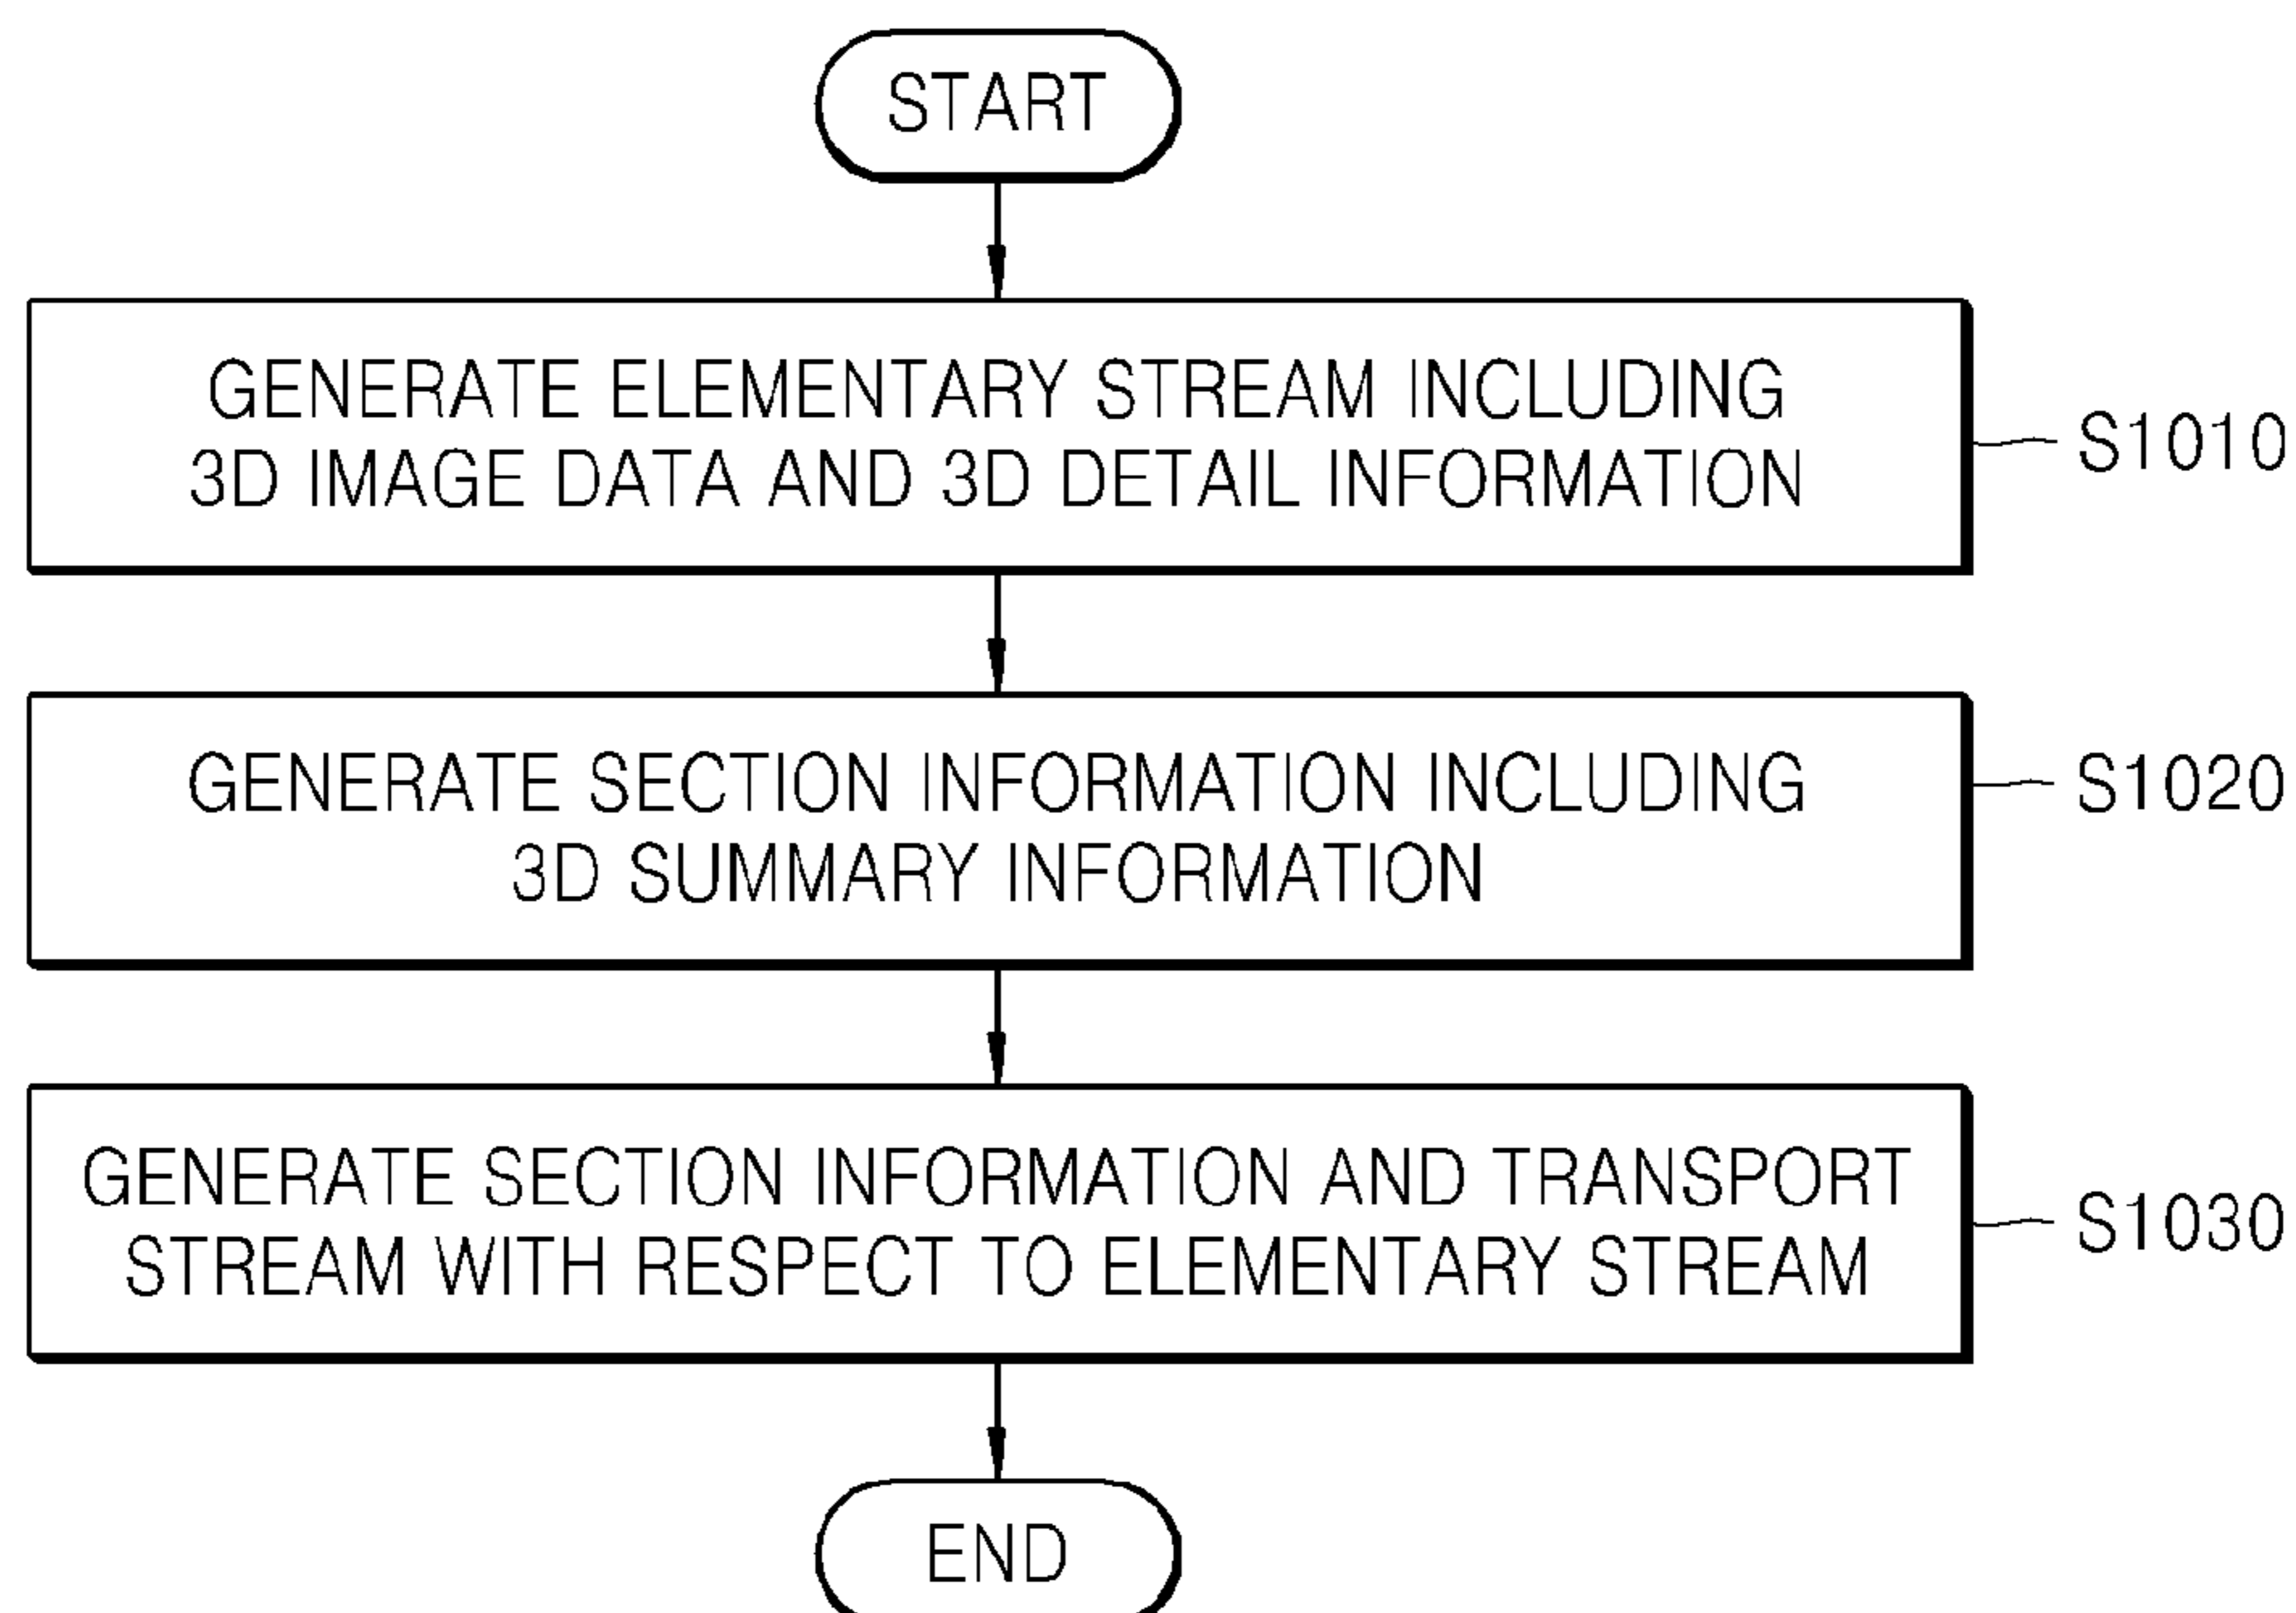 START
GENERATE ELEMENTARY STREAM INCLUDING
3D IMAGE DATA AND 3D DETAIL INFORMATION
S1010
GENERATE SECTION INFORMATION INCLUDING
3D SUMMARY INFORMATION
S1020
GENERATE SECTION INFORMATION AND TRANSPORT
STREAM WITH RESPECT TO ELEMENTARY STREAM
S1030
END